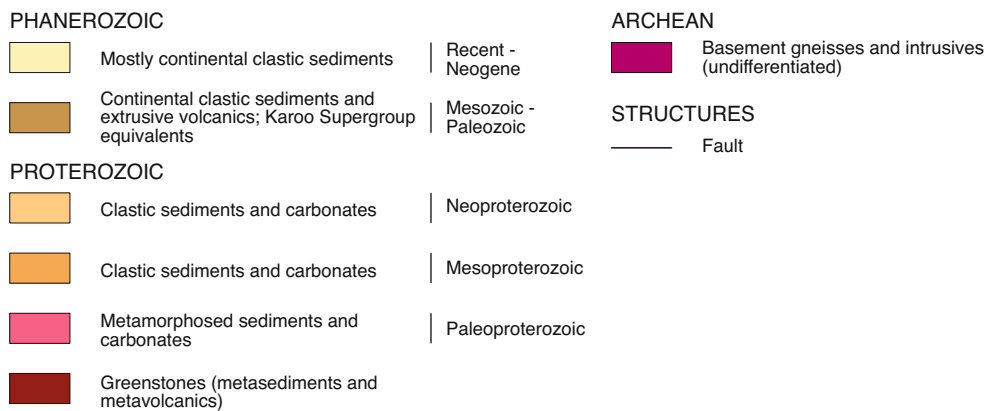 PHANEROZOIC
Mostly continental clastic sediments
Recent -
Neogene
Continental clastic sediments and
extrusive volcanics; Karoo Supergroup
equivalents
Mesozoic -
Paleozoic
PROTEROZOIC
Clastic sediments and carbonates
Neoproterozoic
Clastic sediments and carbonates
Mesoproterozoic
Metamorphosed sediments and
carbonates
Paleoproterozoic
Greenstones (metasediments and
metavolcanics)
ARCHEAN
Basement gneisses and intrusives
(undifferentiated)
STRUCTURES
Fault